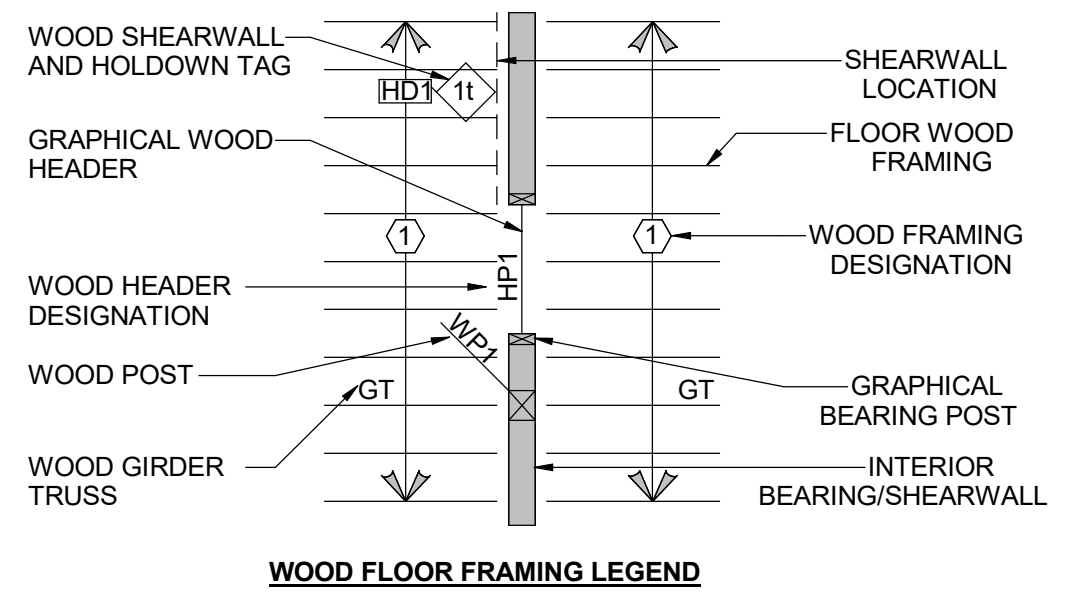 WOOD SHEARWALL
AND HOLDOWN TAG
HD1
1t
SHEARWALL
LOCATION
GRAPHICAL WOOD
HEADER
FLOOR WOOD
FRAMING
1
1
WOOD FRAMING
DESIGNATION
WOOD HEADER
DESIGNATION
HP1
WP1
WOOD POST
GT
GT
GRAPHICAL
BEARING POST
WOOD GIRDER
TRUSS
INTERIOR
BEARING/SHEARWALL
WOOD FLOOR FRAMING LEGEND